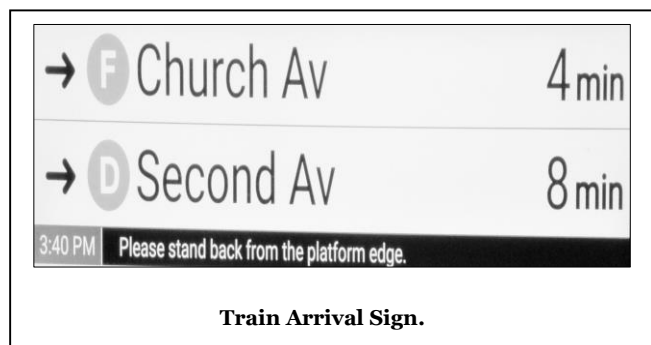 → F Church Av 4 min
→ D Second Av 8 min
3:40 PM Please stand back from the platform edge.
Train Arrival Sign.